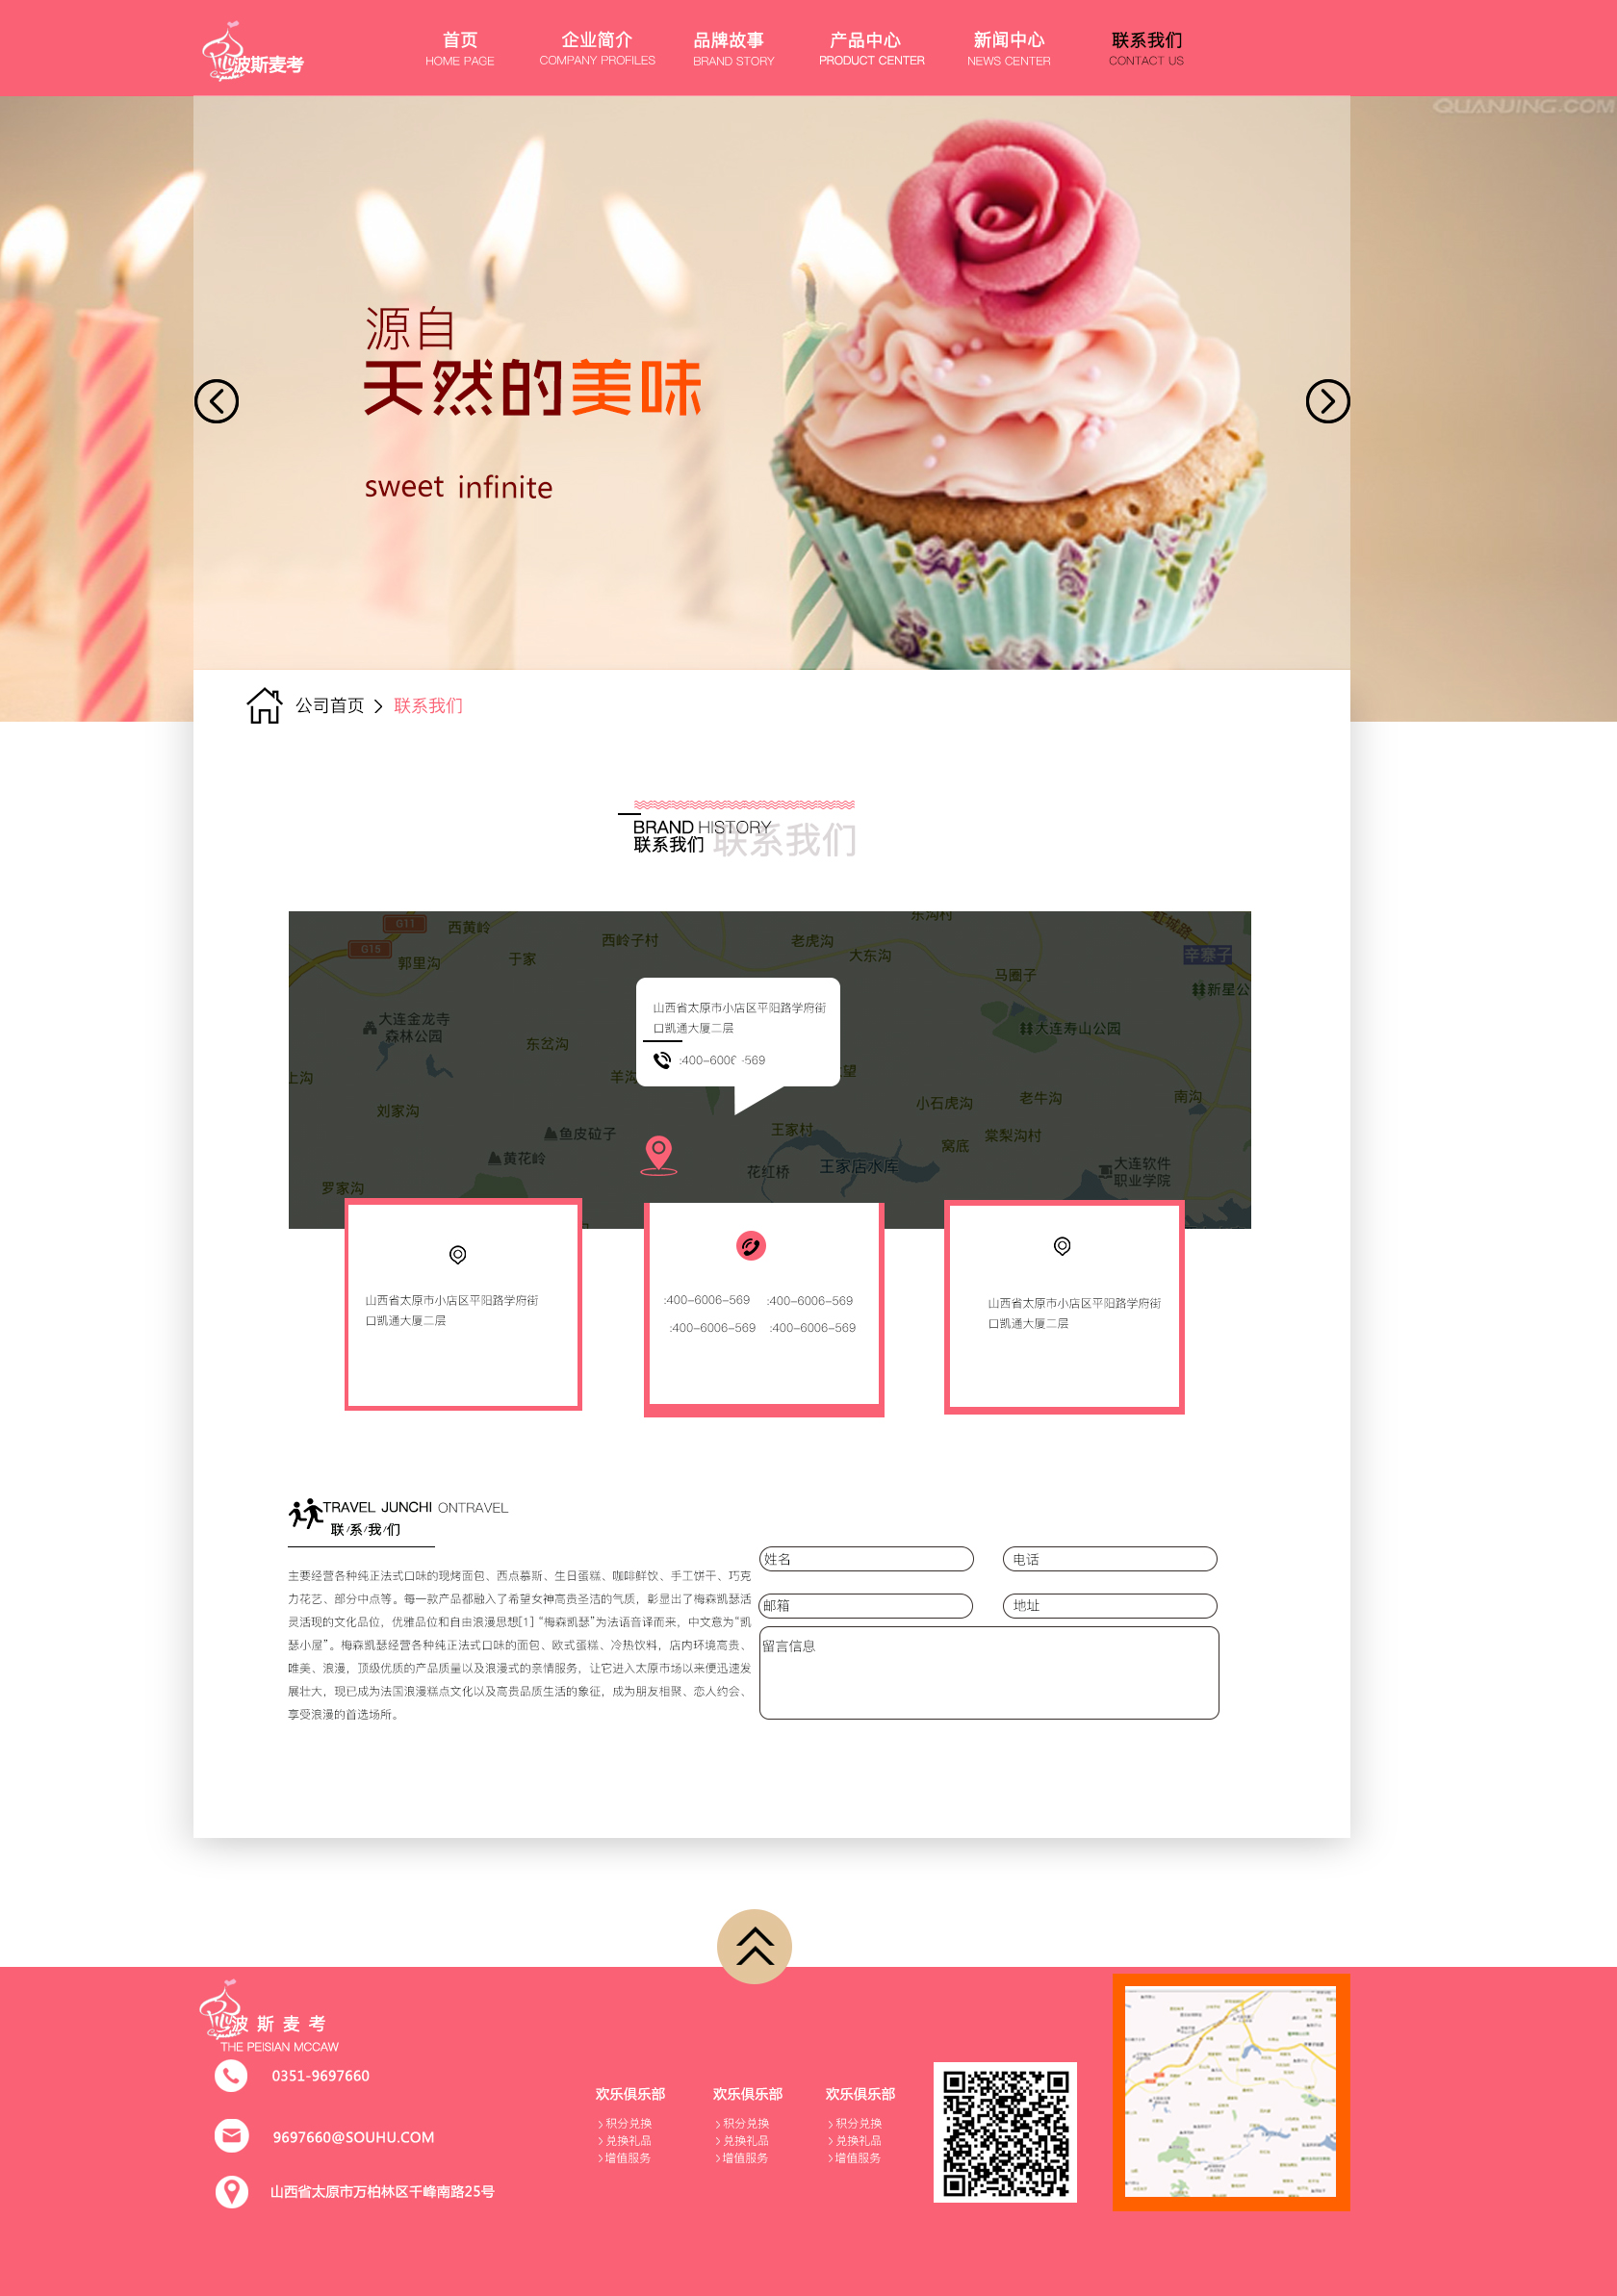 波斯麦考
首页 企业简介 品牌故事 产品中心 新闻中心 联系我们
HOME PAGE COMPANY PROFILES BRAND STORY PRODUCT CENTER NEWS CENTER CONTACT US
QUANJING.COM
源自
天然的美味
sweet infinite
公司首页 > 联系我们
BRAND HISTORY
联系我们 联系我们
东沟村
G11 西黄岭 西岭子村 老虎沟 虹城路
G15 郭里沟 于家 大东沟 辛寨子
马圈子 新星公
大连金龙寺
森林公园
东岔沟 大连寿山公园
山西省太原市小店区平阳路学府街
口凯通大厦二层
:400-6006-569
上沟 羊沟 望
刘家沟 小石虎沟 老牛沟 南沟
鱼皮砬子 王家村 窝底 棠梨沟村
黄花岭 花红桥 王家店水库 大连软件
职业学院
罗家沟
山西省太原市小店区平阳路学府街
口凯通大厦二层
:400-6006-569 :400-6006-569
:400-6006-569 :400-6006-569
山西省太原市小店区平阳路学府街
口凯通大厦二层
TRAVEL JUNCHI ONTRAVEL
联/系/我/们
主要经营各种纯正法式口味的现烤面包、西点慕斯、生日蛋糕、咖啡鲜饮、手工饼干、巧克
力花艺、部分中点等。每一款产品都融入了希望女神高贵圣洁的气质，彰显出了梅森凯瑟活
灵活现的文化品位，优雅品位和自由浪漫思想[1] “梅森凯瑟”为法语音译而来，中文意为“凯
瑟小屋”。梅森凯瑟经营各种纯正法式口味的面包、欧式蛋糕、冷热饮料，店内环境高贵、
唯美、浪漫，顶级优质的产品质量以及浪漫式的亲情服务，让它进入太原市场以来便迅速发
展壮大，现已成为法国浪漫糕点文化以及高贵品质生活的象征，成为朋友相聚、恋人约会、
享受浪漫的首选场所。
姓名 电话
邮箱 地址
留言信息
波斯麦考
THE PEISIAN MCCAW
0351-9697660
9697660@SOUHU.COM
山西省太原市万柏林区千峰南路25号
欢乐俱乐部 欢乐俱乐部 欢乐俱乐部
>积分兑换 >积分兑换 >积分兑换
>兑换礼品 >兑换礼品 >兑换礼品
>增值服务 >增值服务 >增值服务